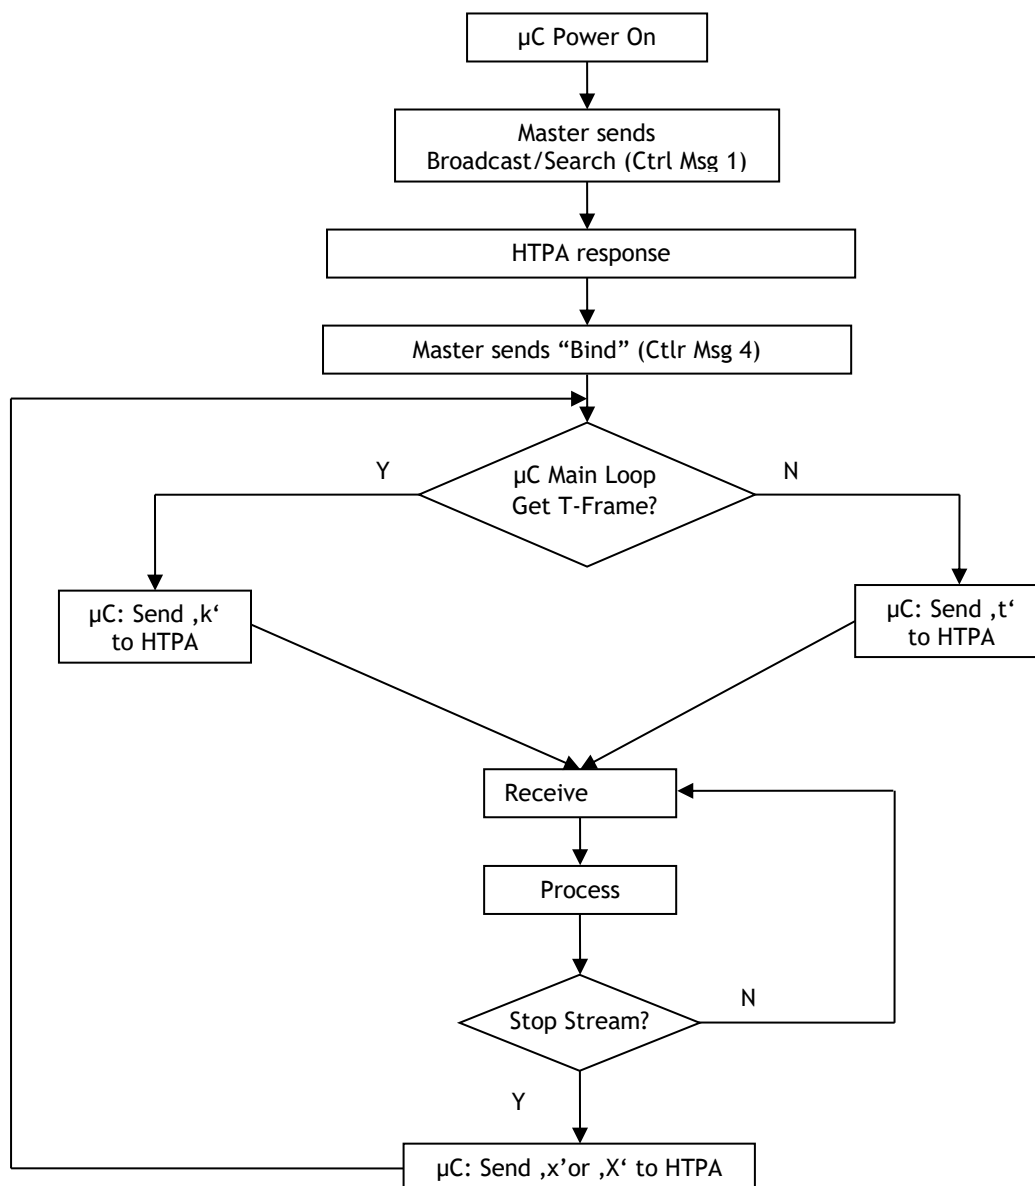 µC Power On
Master sends
Broadcast/Search (Ctrl Msg 1)
HTPA response
Master sends “Bind” (Ctlr Msg 4)
Y
µC Main Loop
Get T-Frame?
N
µC: Send ‚k‘
to HTPA
µC: Send ‚t‘
to HTPA
Receive
Process
Stop Stream?
N
Y
µC: Send ‚x’or ‚X‘ to HTPA